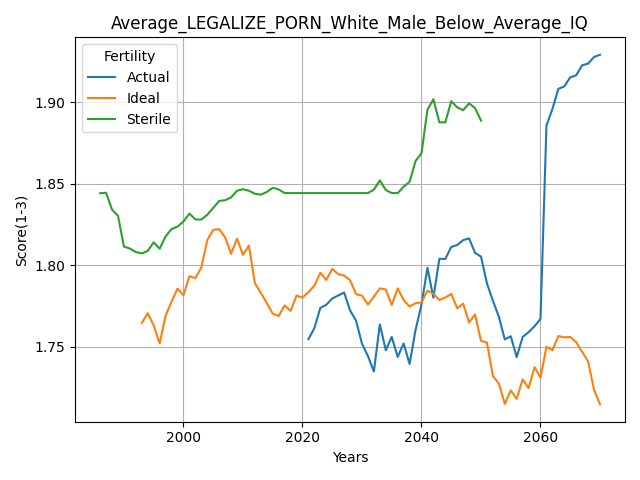 Average_LEGALIZE_PORN_White_Male_Below_Average_IQ
Fertility
Actual
Ideal
Sterile
Score(1-3)
1.90
1.85
1.80
1.75
2000
2020
2040
2060
Years